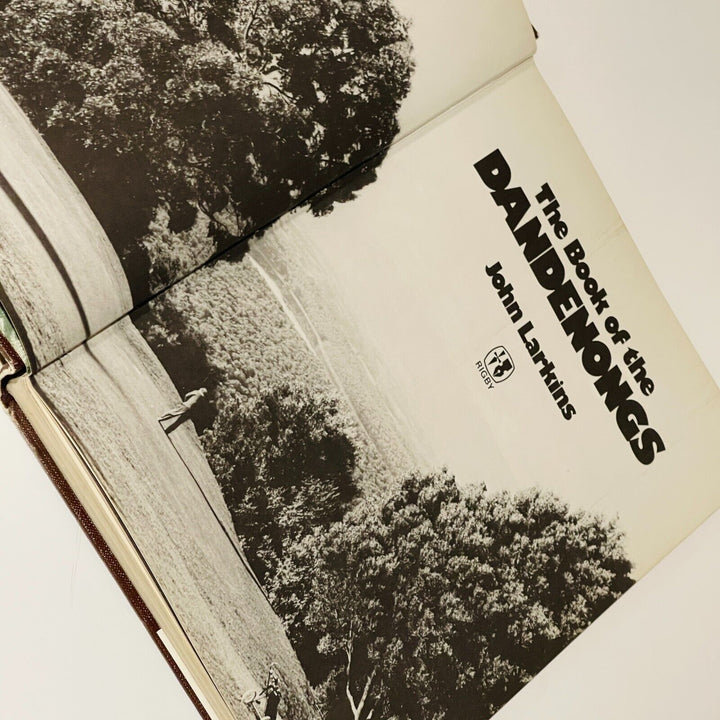 The Book of the
DANDENONGS
John Larkins
RIGBY